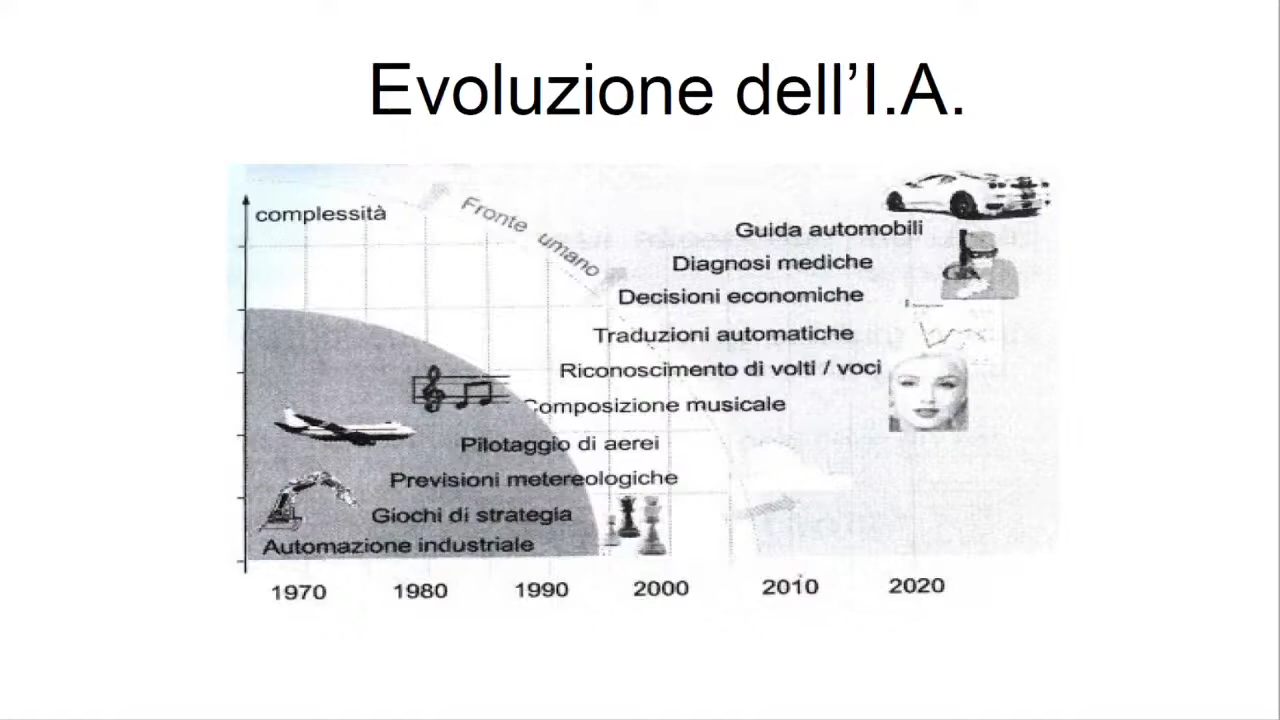 Evoluzione dell’I.A.
complessità
Fronte umano
Guida automobili
Diagnosi mediche
Decisioni economiche
Traduzioni automatiche
Riconoscimento di volti / voci
Composizione musicale
Pilotaggio di aerei
Previsioni metereologiche
Giochi di strategia
Automazione industriale
1970 1980 1990 2000 2010 2020